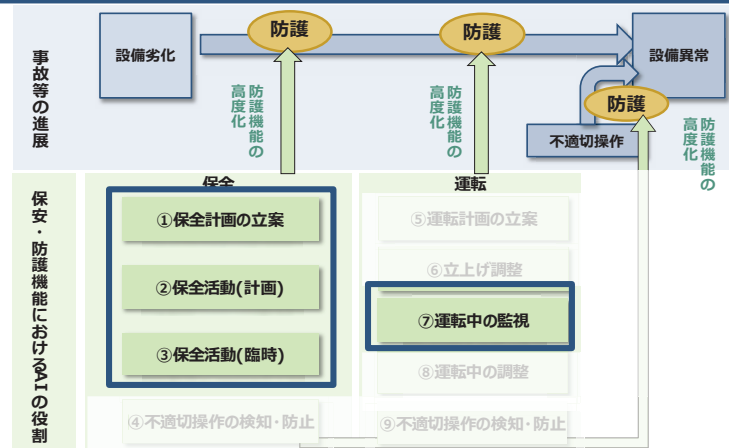 事故等の進展
設備劣化
防護
防護
設備異常
防護
不適切操作
防護機能の
高度化
防護機能の
高度化
防護機能の
高度化
保安・防護機能におけるAIの役割
保全
①保全計画の立案
②保全活動(計画)
③保全活動(臨時)
④不適切操作の検知・防止
運転
⑤運転計画の立案
⑥立上げ調整
⑦運転中の監視
⑧運転中の調整
⑨不適切操作の検知・防止